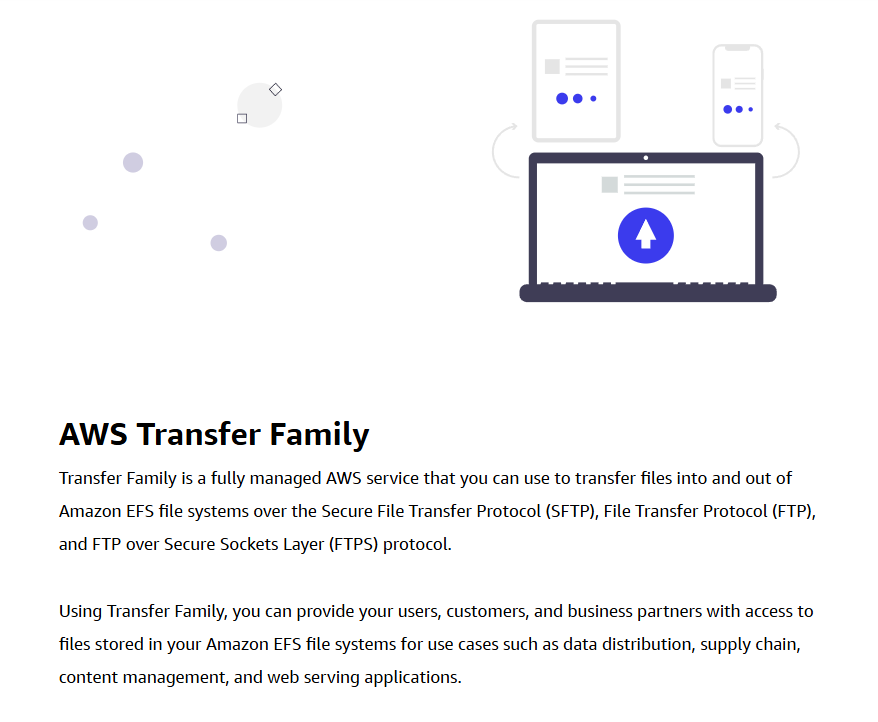 AWS Transfer Family
Transfer Family is a fully managed AWS service that you can use to transfer files into and out of
Amazon EFS file systems over the Secure File Transfer Protocol (SFTP), File Transfer Protocol (FTP),
and FTP over Secure Sockets Layer (FTPS) protocol.
Using Transfer Family, you can provide your users, customers, and business partners with access to
files stored in your Amazon EFS file systems for use cases such as data distribution, supply chain,
content management, and web serving applications.